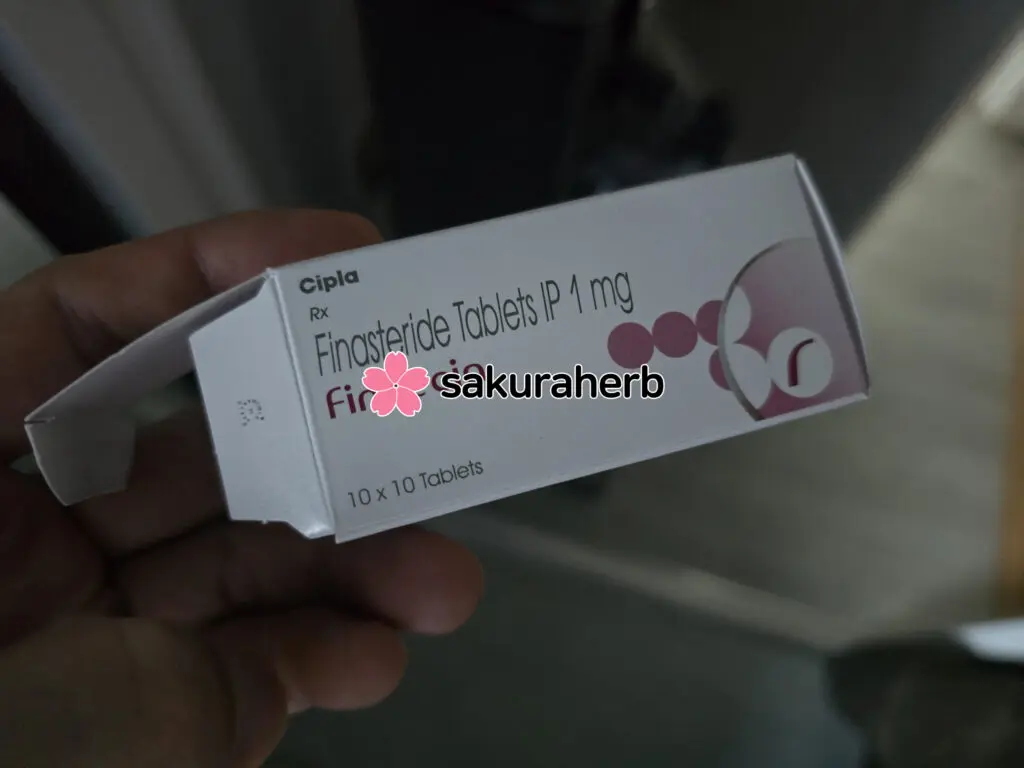 Cipla
Rx
Finasteride Tablets IP 1 mg
sakuraherb
10 x 10 Tablets